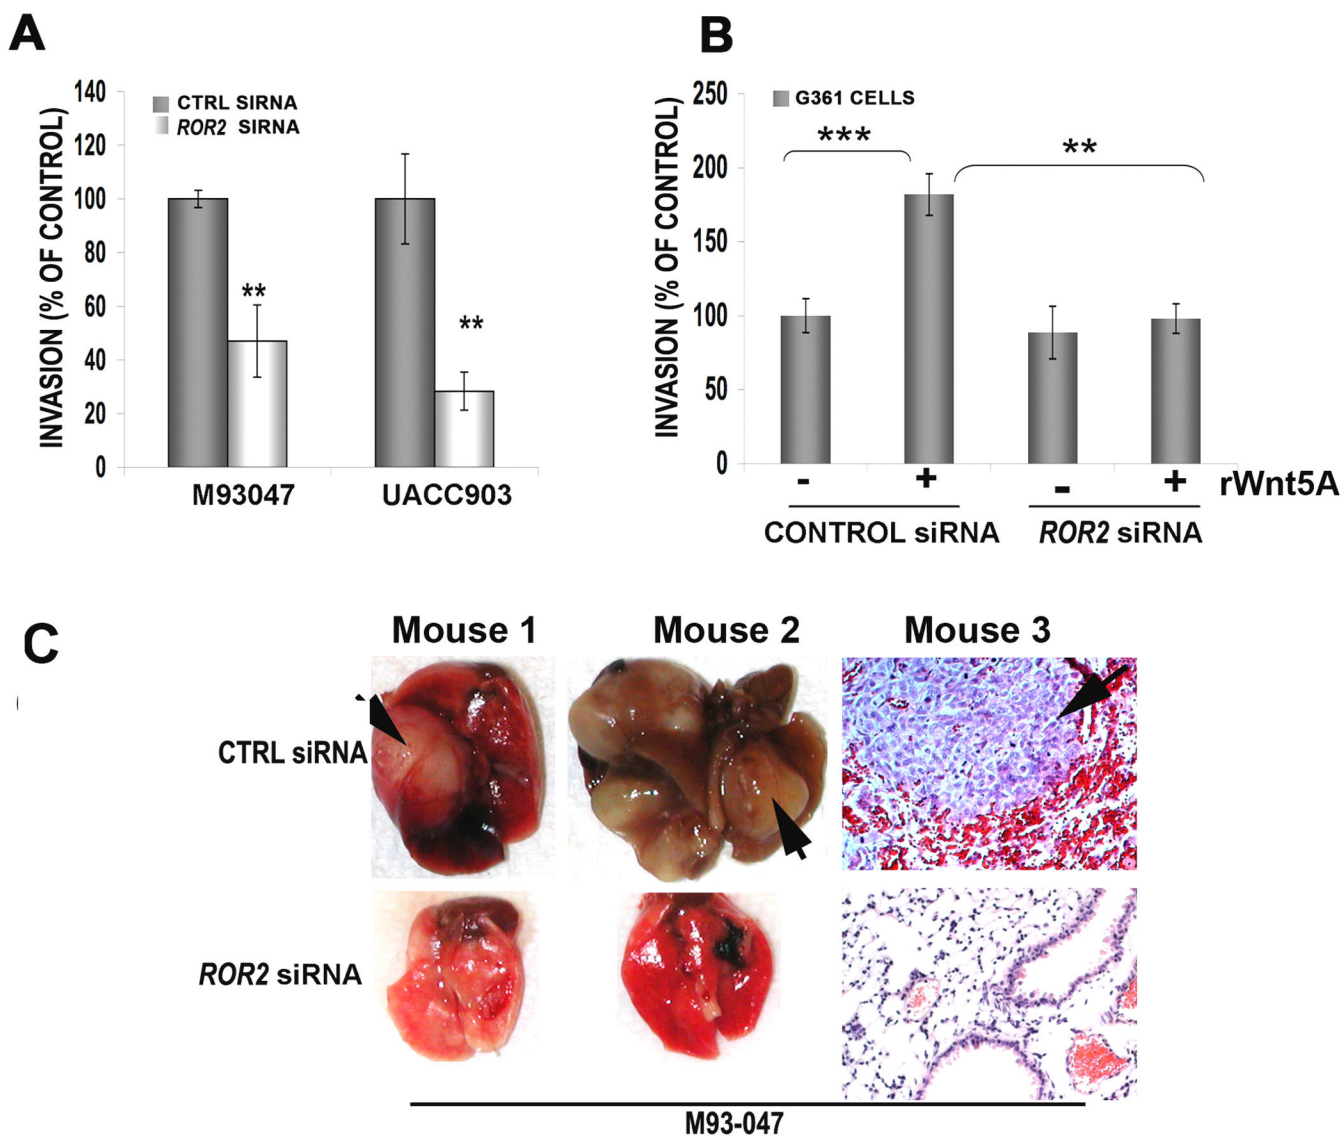 A
INVASION (% OF CONTROL)
140
120
100
80
60
40
20
0
CTRL SIRNA
ROR2 SIRNA
**
**
M93047
UACC903
B
INVASION (% OF CONTROL)
250
200
150
100
50
0
G361 CELLS
***
**
- + - + rWnt5A
CONTROL siRNA ROR2 siRNA
C
Mouse 1 Mouse 2 Mouse 3
CTRL siRNA
ROR2 siRNA
M93-047